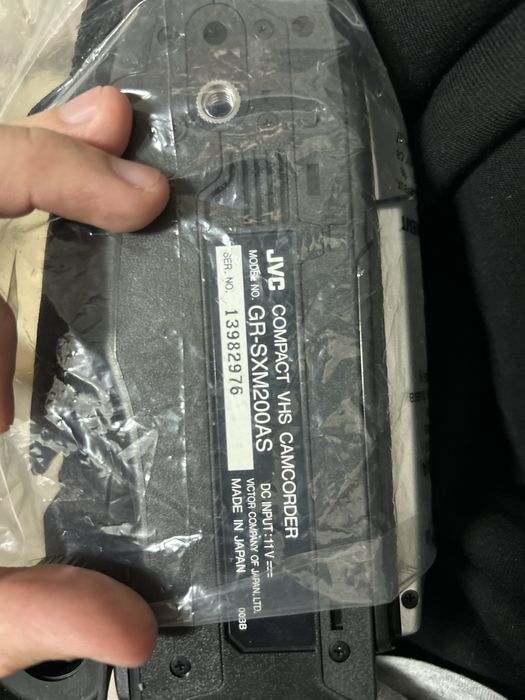 JVC COMPACT VHS CAMCORDER
MODEL NO. GR-SXM200AS
DC INPUT : 11V ⎓
SER. NO. 13982976
VICTOR COMPANY OF JAPAN, LTD.
MADE IN JAPAN
003B